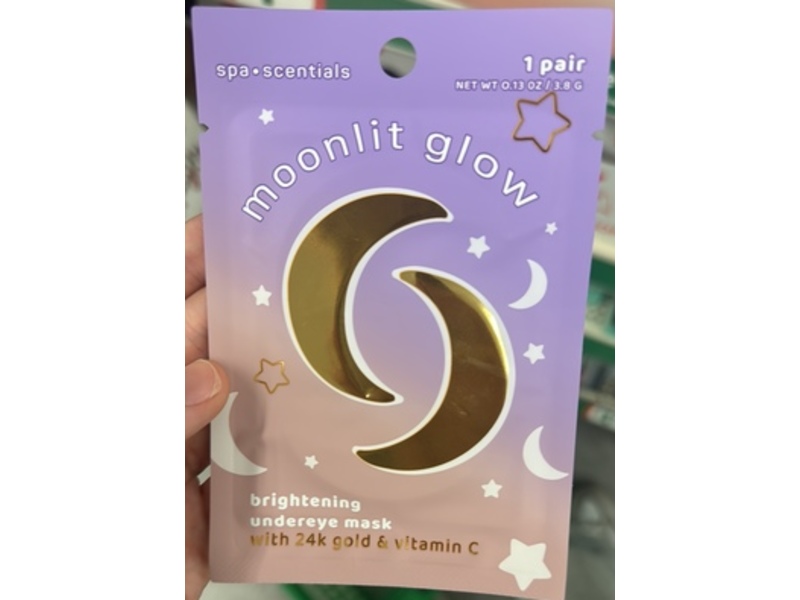 spa•scentials
1 pair
NET WT 0.13 OZ / 3.8 G
moonlit glow
brightening
undereye mask
with 24k gold & vitamin C